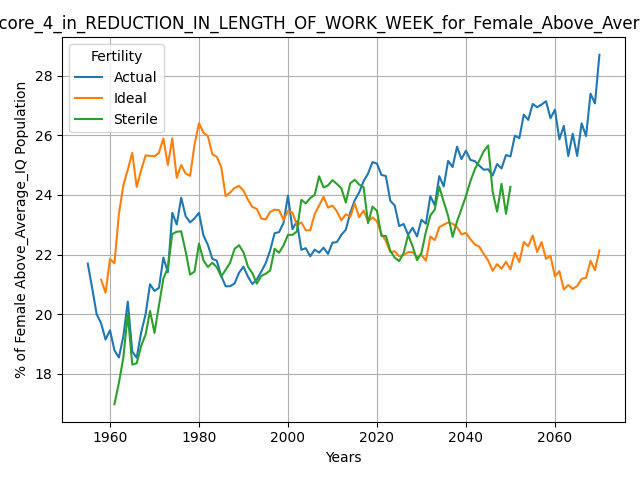 core_4_in_REDUCTION_IN_LENGTH_OF_WORK_WEEK_for_Female_Above_Aver
Fertility
Actual
Ideal
Sterile
% of Female Above_Average_IQ Population
28
26
24
22
20
18
1960
1980
2000
2020
2040
2060
Years